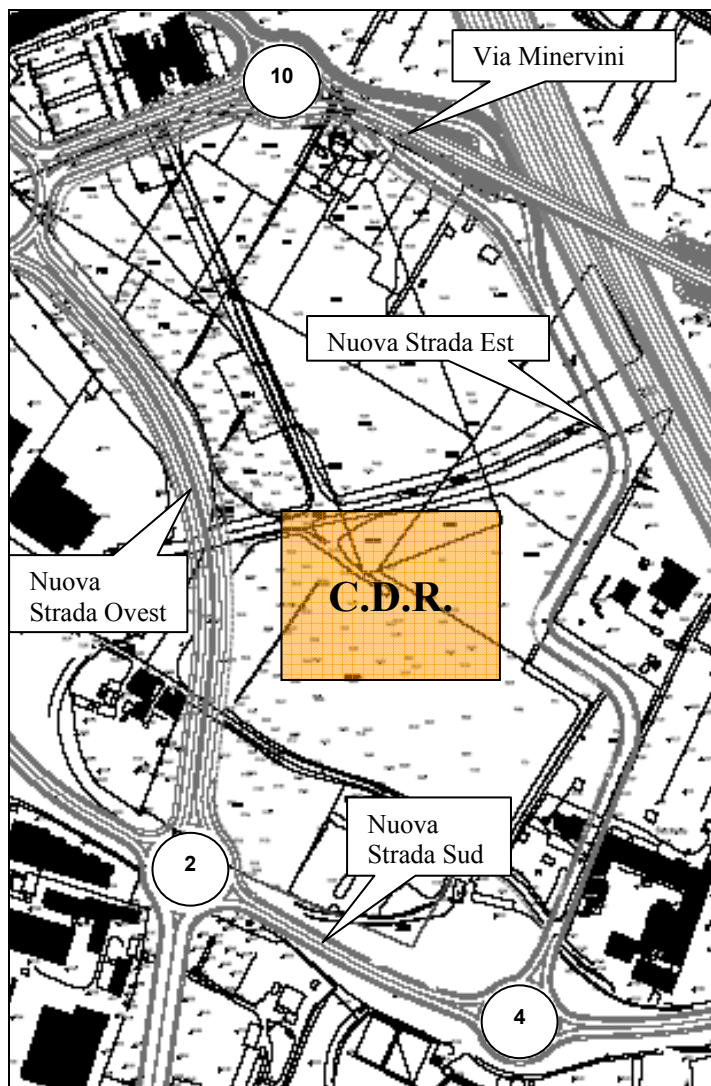 10
Via Minervini
Nuova Strada Est
Nuova
Strada Ovest
C.D.R.
Nuova
Strada Sud
2
4